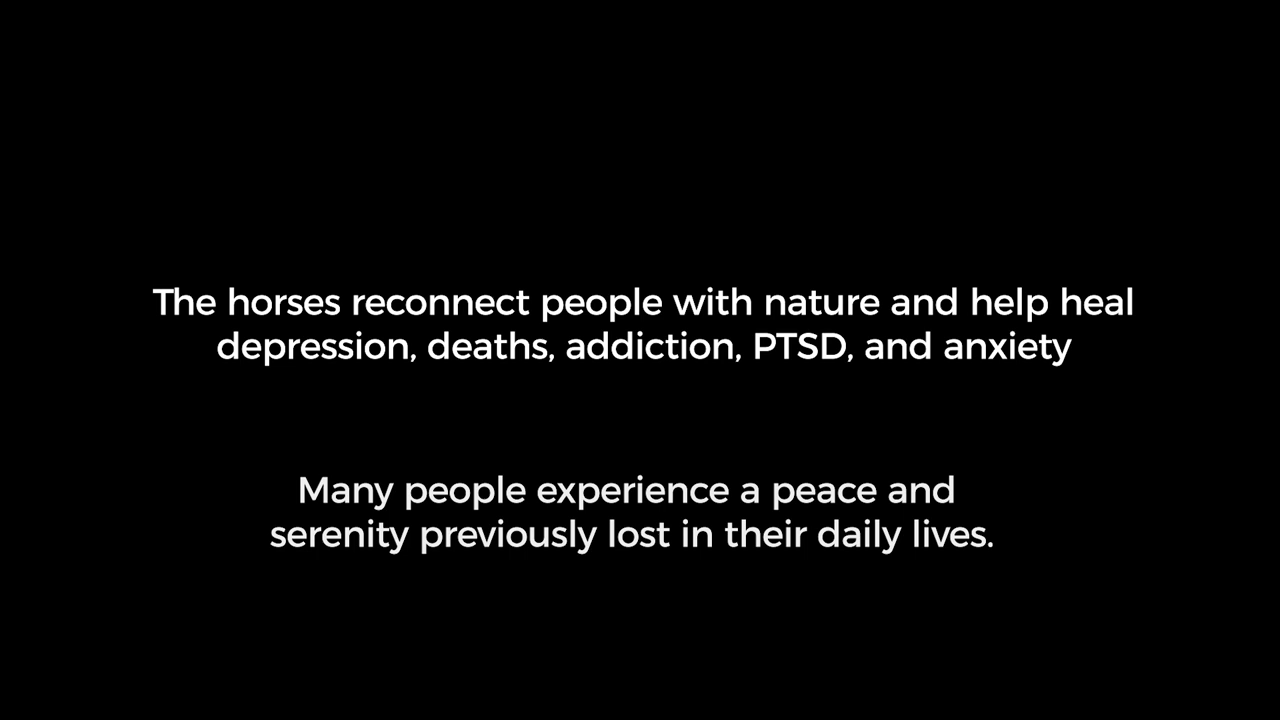 The horses reconnect people with nature and help heal
depression, deaths, addiction, PTSD, and anxiety
Many people experience a peace and
serenity previously lost in their daily lives.